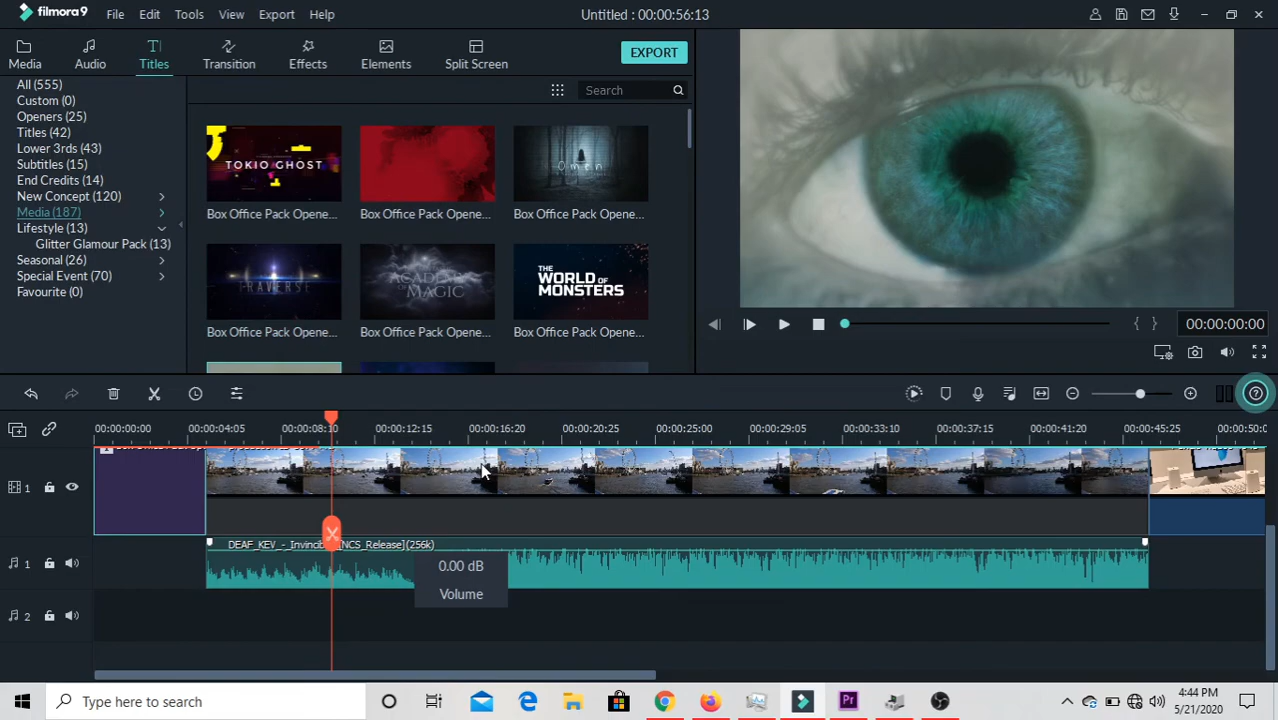 filmora9 File Edit Tools View Export Help Untitled : 00:00:56:13
Media Audio Titles Transition Effects Elements Split Screen EXPORT
All (555)
Custom (0)
Openers (25)
Titles (42)
Lower 3rds (43)
Subtitles (15)
End Credits (14)
New Concept (120)
Media (187)
Lifestyle (13)
Glitter Glamour Pack (13)
Seasonal (26)
Special Event (70)
Favourite (0)
Search
TOKIO GHOST
Omen
Box Office Pack Opene... Box Office Pack Opene... Box Office Pack Opene...
TRAVERSE
ACADEMY OF MAGIC
THE WORLD OF MONSTERS
Box Office Pack Opene... Box Office Pack Opene... Box Office Pack Opene...
00:00:00:00
00:00:00:00 00:00:04:05 00:00:08:10 00:00:12:15 00:00:16:20 00:00:20:25 00:00:25:00 00:00:29:05 00:00:33:10 00:00:37:15 00:00:41:20 00:00:45:25 00:00:50:0
1
DEAF_KEV_-_Invincib [NCS_Release](256k)
1
0.00 dB
Volume
2
Type here to search
Pr
4:44 PM
5/21/2020